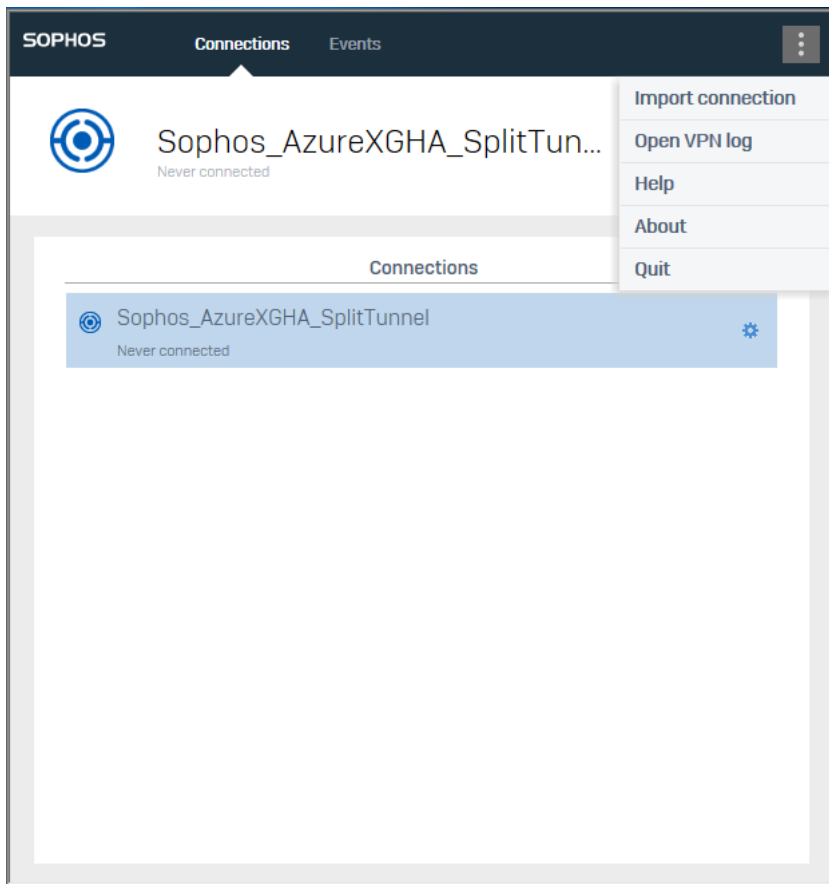 SOPHOS
Connections
Events
Sophos_AzureXGHA_SplitTun...
Never connected
Import connection
Open VPN log
Help
About
Quit
Connections
Sophos_AzureXGHA_SplitTunnel
Never connected